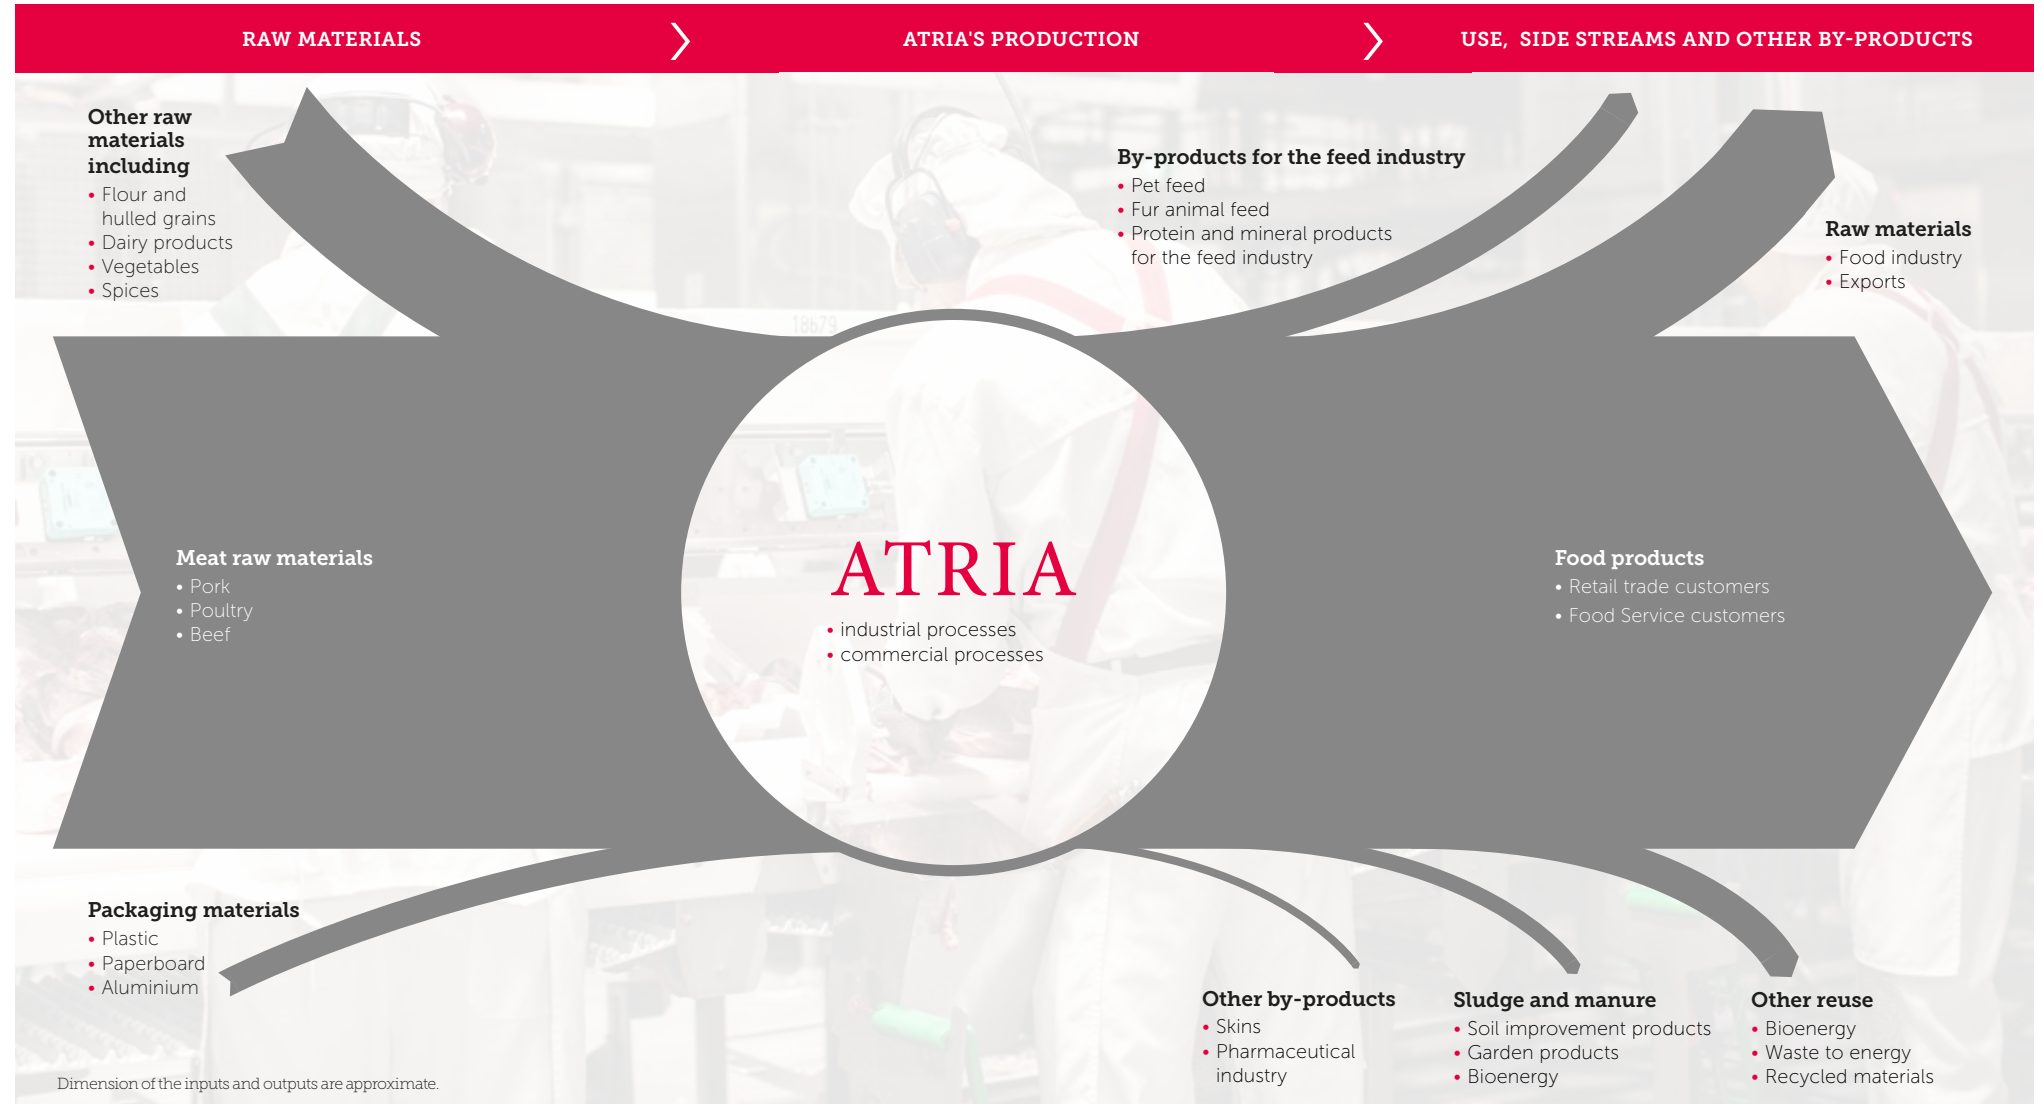 RAW MATERIALS
ATRIA'S PRODUCTION
USE, SIDE STREAMS AND OTHER BY-PRODUCTS
Other raw
materials
including
• Flour and
hulled grains
• Dairy products
• Vegetables
• Spices
By-products for the feed industry
• Pet feed
• Fur animal feed
• Protein and mineral products
for the feed industry
Raw materials
• Food industry
• Exports
18679
Meat raw materials
• Pork
• Poultry
• Beef
ATRIA
• industrial processes
• commercial processes
Food products
• Retail trade customers
• Food Service customers
Packaging materials
• Plastic
• Paperboard
• Aluminium
Other by-products
• Skins
• Pharmaceutical
industry
Sludge and manure
• Soil improvement products
• Garden products
• Bioenergy
Other reuse
• Bioenergy
• Waste to energy
• Recycled materials
Dimension of the inputs and outputs are approximate.